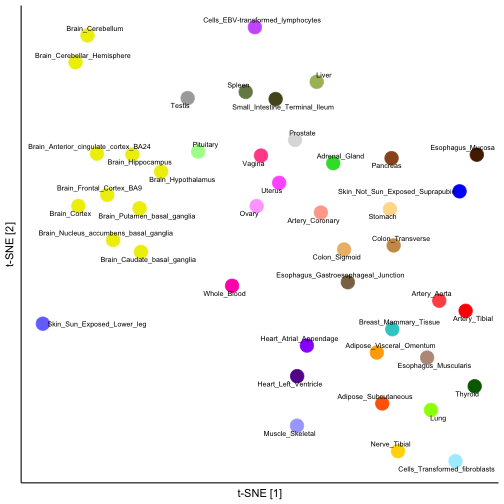 Cells_EBV-transformed_lymphocytes
Brain_Cerebellum
Brain_Cerebellar_Hemisphere
Liver
Spleen
Testis
Small_Intestine_Terminal_Ileum
Prostate
Pituitary
Brain_Anterior_cingulate_cortex_BA24
Esophagus_Mucosa
Brain_Hippocampus
Vagina
Adrenal_Gland
Pancreas
Brain_Hypothalamus
Brain_Frontal_Cortex_BA9
Uterus
Skin_Not_Sun_Exposed_Suprapubic
Brain_Cortex
Brain_Putamen_basal_ganglia
Ovary
Artery_Coronary
Stomach
Brain_Nucleus_accumbens_basal_ganglia
Colon_Transverse
Brain_Caudate_basal_ganglia
Colon_Sigmoid
Esophagus_Gastroesophageal_Junction
Whole_Blood
Artery_Aorta
Artery_Tibial
Skin_Sun_Exposed_Lower_leg
Breast_Mammary_Tissue
Heart_Atrial_Appendage
Adipose_Visceral_Omentum
Esophagus_Muscularis
Heart_Left_Ventricle
Thyroid
Adipose_Subcutaneous
Lung
Muscle_Skeletal
Nerve_Tibial
Cells_Transformed_fibroblasts
t-SNE [2]
t-SNE [1]